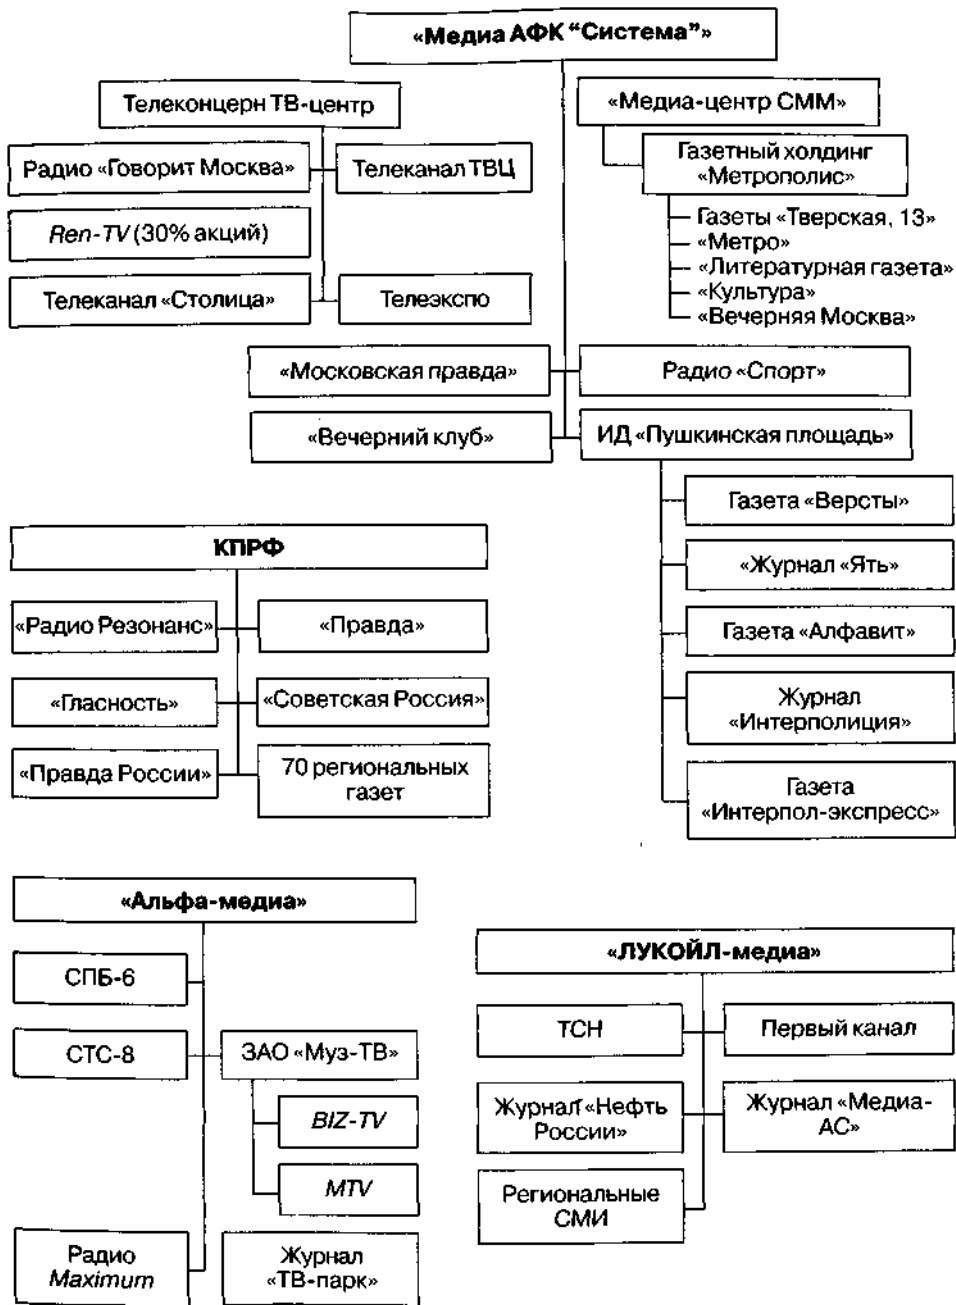 «Медиа АФК “Система”»
Телеконцерн ТВ-центр
Радио «Говорит Москва»
Телеканал ТВЦ
Ren-TV (30% акций)
Телеканал «Столица»
Телеэкспо
«Медиа-центр СММ»
Газетный холдинг
«Метрополис»
Газеты «Тверская, 13»
«Метро»
«Литературная газета»
«Культура»
«Вечерняя Москва»
«Московская правда»
Радио «Спорт»
«Вечерний клуб»
ИД «Пушкинская площадь»
Газета «Версты»
«Журнал «Ять»
Газета «Алфавит»
Журнал
«Интерполиция»
Газета
«Интерпол-экспресс»
КПРФ
«Радио Резонанс»
«Правда»
«Гласность»
«Советская Россия»
«Правда России»
70 региональных
газет
«Альфа-медиа»
СПБ-6
СТС-8
ЗАО «Муз-ТВ»
BIZ-TV
MTV
Радио
Maximum
Журнал
«ТВ-парк»
«ЛУКОЙЛ-медиа»
ТСН
Первый канал
Журнал «Нефть
России»
Журнал «Медиа-
АС»
Региональные
СМИ